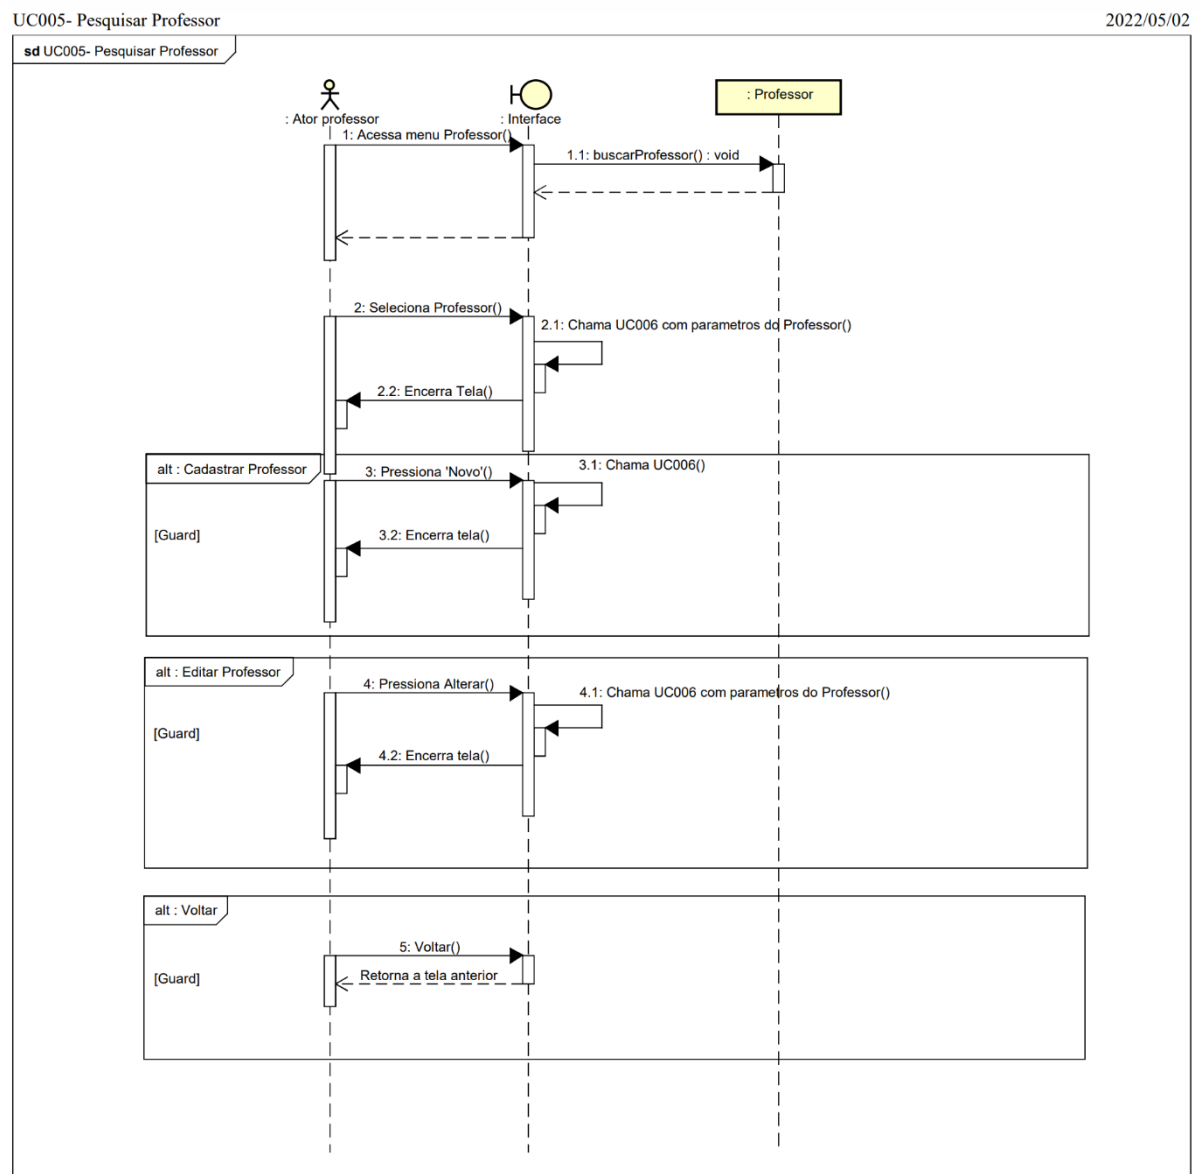 UC005- Pesquisar Professor
2022/05/02
sd UC005- Pesquisar Professor
: Ator professor
: Interface
: Professor
1: Acessa menu Professor()
1.1: buscarProfessor() : void
2: Seleciona Professor()
2.1: Chama UC006 com parametros do Professor()
2.2: Encerra Tela()
alt : Cadastrar Professor
3: Pressiona 'Novo'()
3.1: Chama UC006()
[Guard]
3.2: Encerra tela()
alt : Editar Professor
4: Pressiona Alterar()
4.1: Chama UC006 com parametros do Professor()
[Guard]
4.2: Encerra tela()
alt : Voltar
5: Voltar()
[Guard]
Retorna a tela anterior